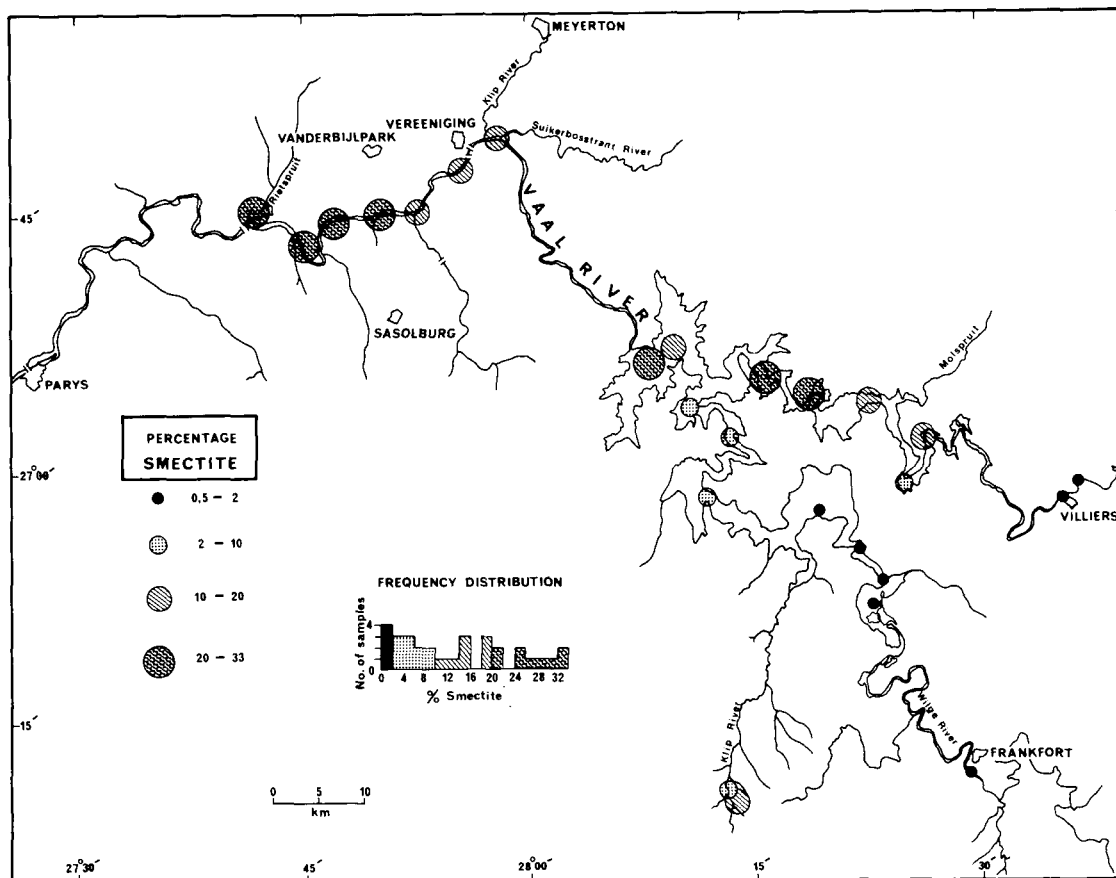 MEYERTON
Klip River
VEREENIGING
VANDERBIJLPARK
Suikerbosstrant River
Rietspruit
45′
VAAL RIVER
SASOLBURG
Molspruit
PARYS
PERCENTAGE
SMECTITE
0,5 – 2
2 – 10
10 – 20
20 – 33
27°00′
VILLIERS
FREQUENCY DISTRIBUTION
No. of samples
4
0
0 4 8 12 16 20 24 28 32
% Smectite
15′
Klip River
Wilge River
FRANKFORT
0 5 10
km
27°30′
45′
28°00′
15′
30′